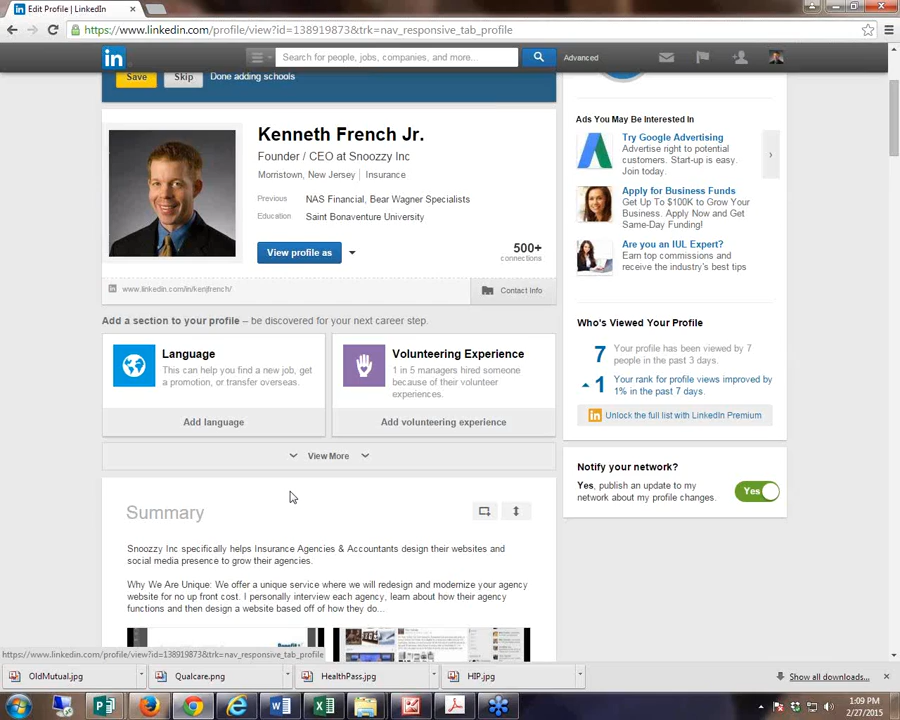 Edit Profile | LinkedIn
https://www.linkedin.com/profile/view?id=138919873&trk=nav_responsive_tab_profile
in
Search for people, jobs, companies, and more...
Advanced
Save
Skip
Done adding schools
Kenneth French Jr.
Founder / CEO at Snoozzy Inc
Morristown, New Jersey
Insurance
Previous
NAS Financial, Bear Wagner Specialists
Education
Saint Bonaventure University
View profile as
500+
connections
www.linkedin.com/in/kenjfrench/
Contact Info
Add a section to your profile – be discovered for your next career step.
Language
This can help you find a new job, get
a promotion, or transfer overseas.
Add language
Volunteering Experience
1 in 5 managers hired someone
because of their volunteer
experiences.
Add volunteering experience
View More
Summary
Snoozzy Inc specifically helps Insurance Agencies & Accountants design their websites and
social media presence to grow their agencies.
Why We Are Unique: We offer a unique service where we will redesign and modernize your agency
website for no up front cost. I personally interview each agency, learn about how their agency
functions and then design a website based off of how they do...
Ads You May Be Interested In
Try Google Advertising
Advertise right to potential
customers. Start-up is easy.
Join today.
Apply for Business Funds
Get Up To $100K to Grow Your
Business. Apply Now and Get
Same-Day Funding!
Are you an IUL Expert?
Earn top commissions and
receive the industry's best tips
Who's Viewed Your Profile
7
Your profile has been viewed by 7
people in the past 3 days.
1
Your rank for profile views improved by
1% in the past 7 days.
in
Unlock the full list with LinkedIn Premium
Notify your network?
Yes, publish an update to my
network about my profile changes.
Yes
https://www.linkedin.com/profile/view?id=138919873&trk=nav_responsive_tab_profile
OldMutual.jpg
Qualcare.png
HealthPass.jpg
HIP.jpg
Show all downloads...
1:09 PM
2/27/2015